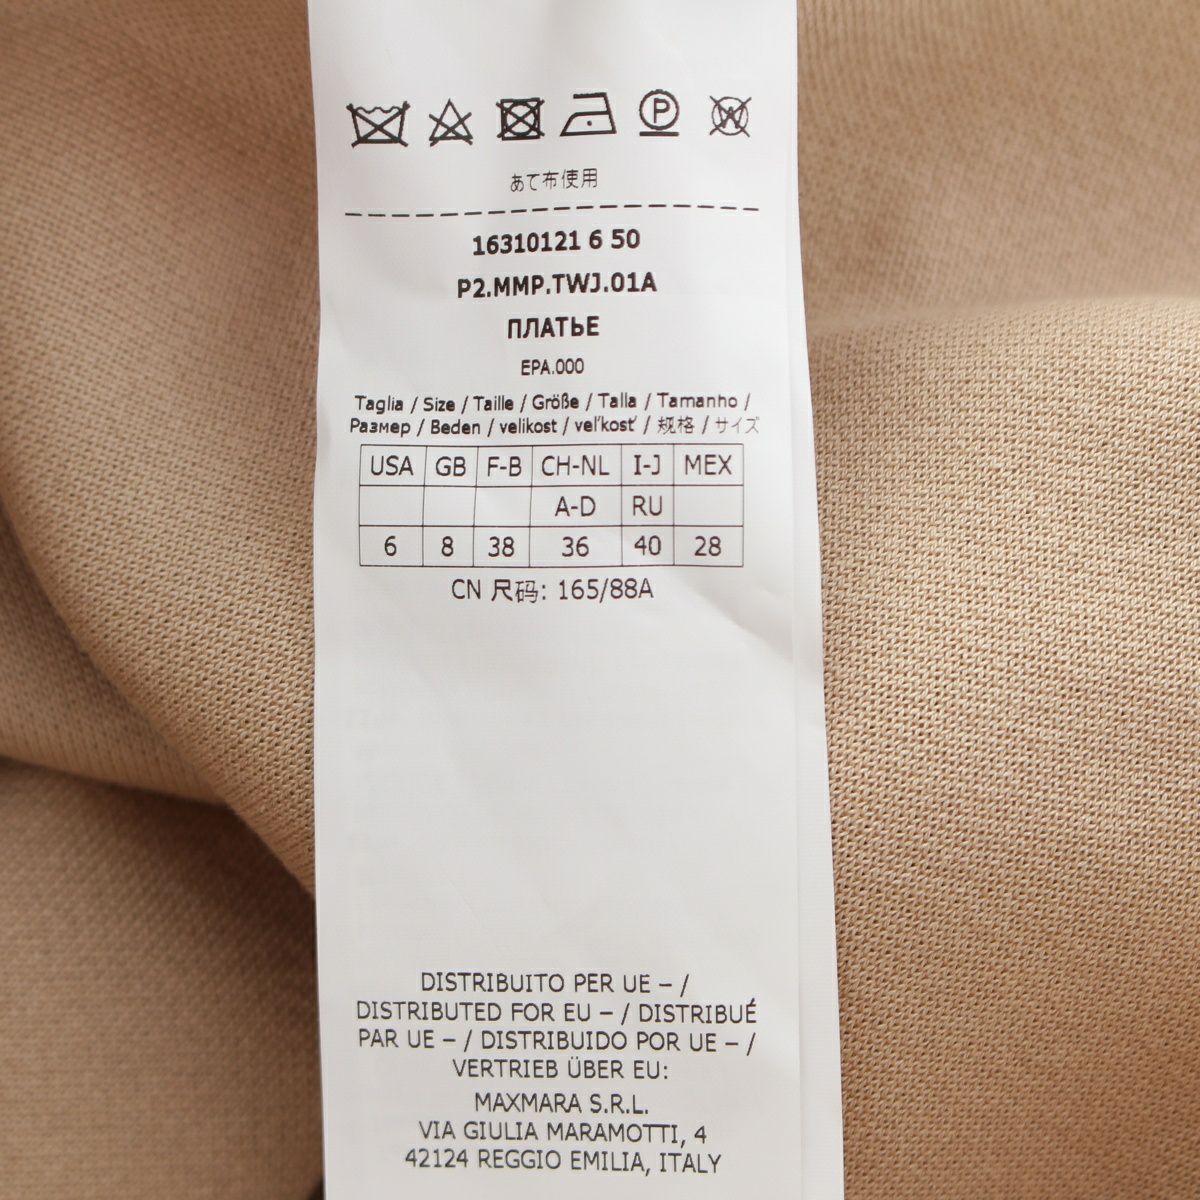 P W
あて布使用
16310121 6 50
P2.MMP.TWJ.01A
ПЛАТЬЕ
EPA.000
Taglia / Size / Taille / Größe / Talla / Tamanho /
Размер / Beden / velikost / veľkosť / 规格 / サイズ
USA GB F-B CH-NL I-J MEX
A-D RU
6 8 38 36 40 28
CN 尺码: 165/88A
DISTRIBUITO PER UE – /
DISTRIBUTED FOR EU – / DISTRIBUÉ
PAR UE – / DISTRIBUIDO POR UE – /
VERTRIEB ÜBER EU:
MAXMARA S.R.L.
VIA GIULIA MARAMOTTI, 4
42124 REGGIO EMILIA, ITALY